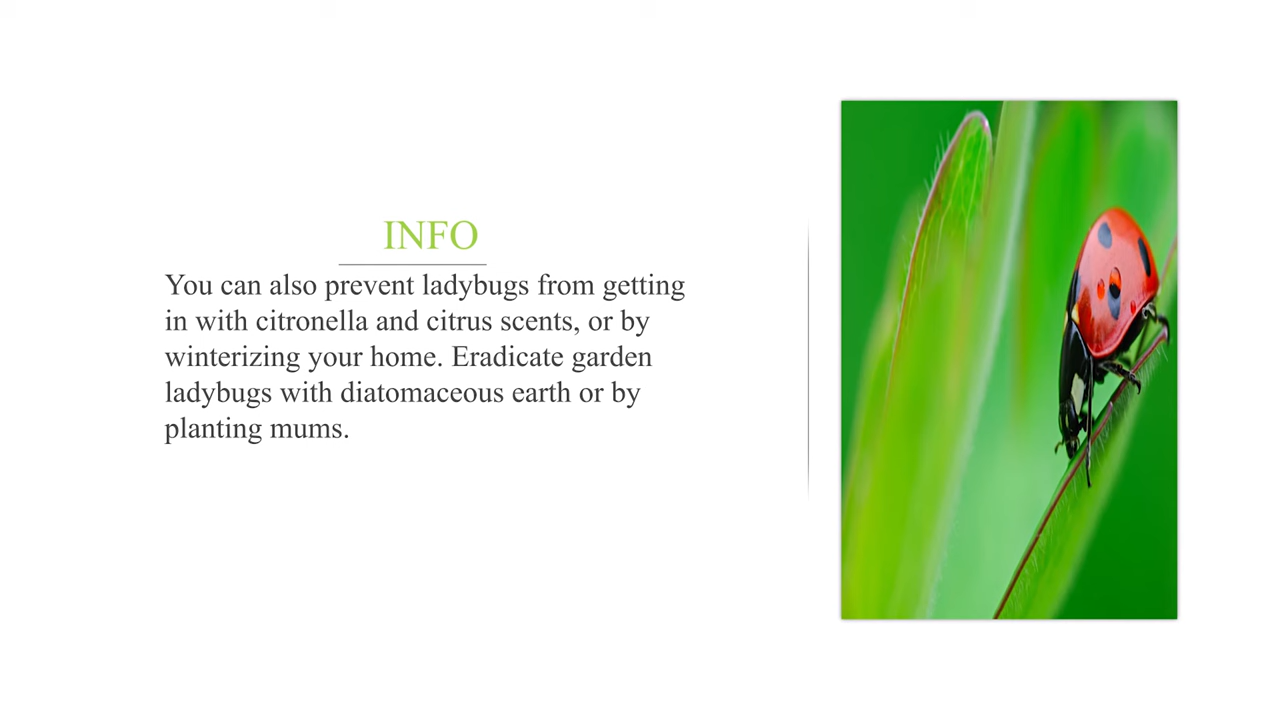 INFO
You can also prevent ladybugs from getting
in with citronella and citrus scents, or by
winterizing your home. Eradicate garden
ladybugs with diatomaceous earth or by
planting mums.